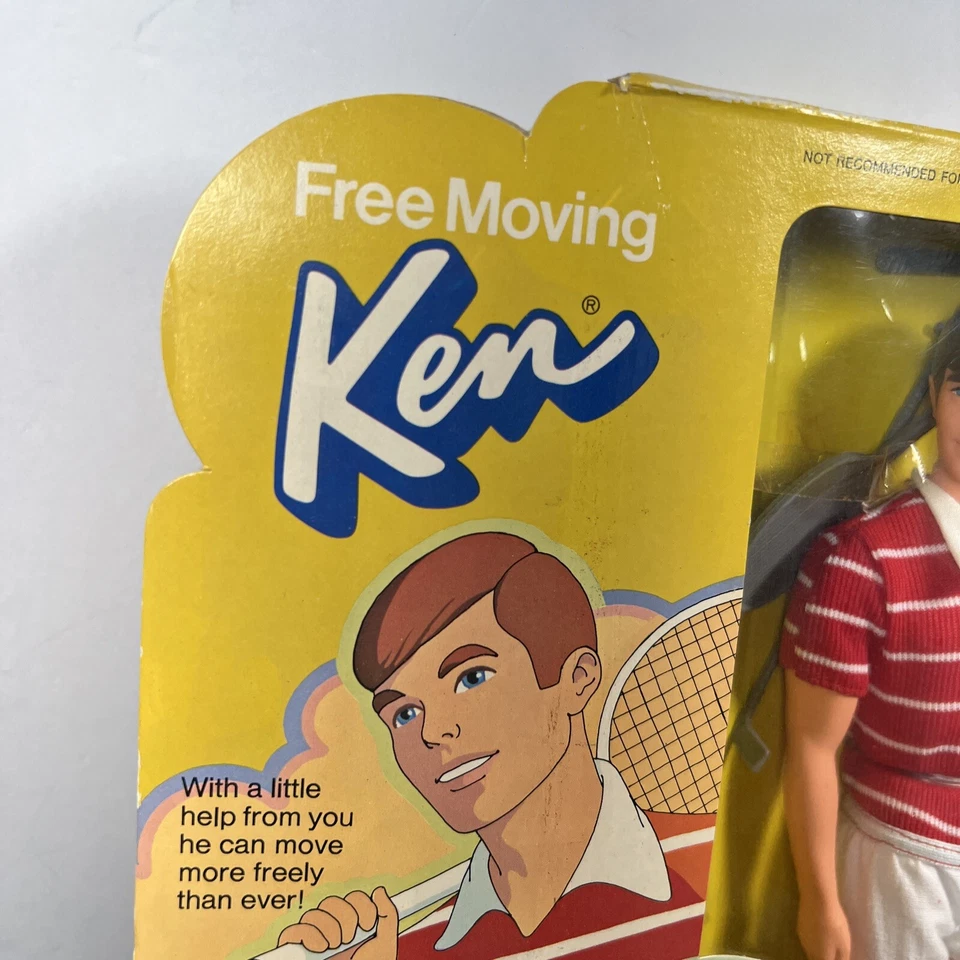 Free Moving
Ken®
NOT RECOMMENDED FOR
With a little
help from you
he can move
more freely
than ever!